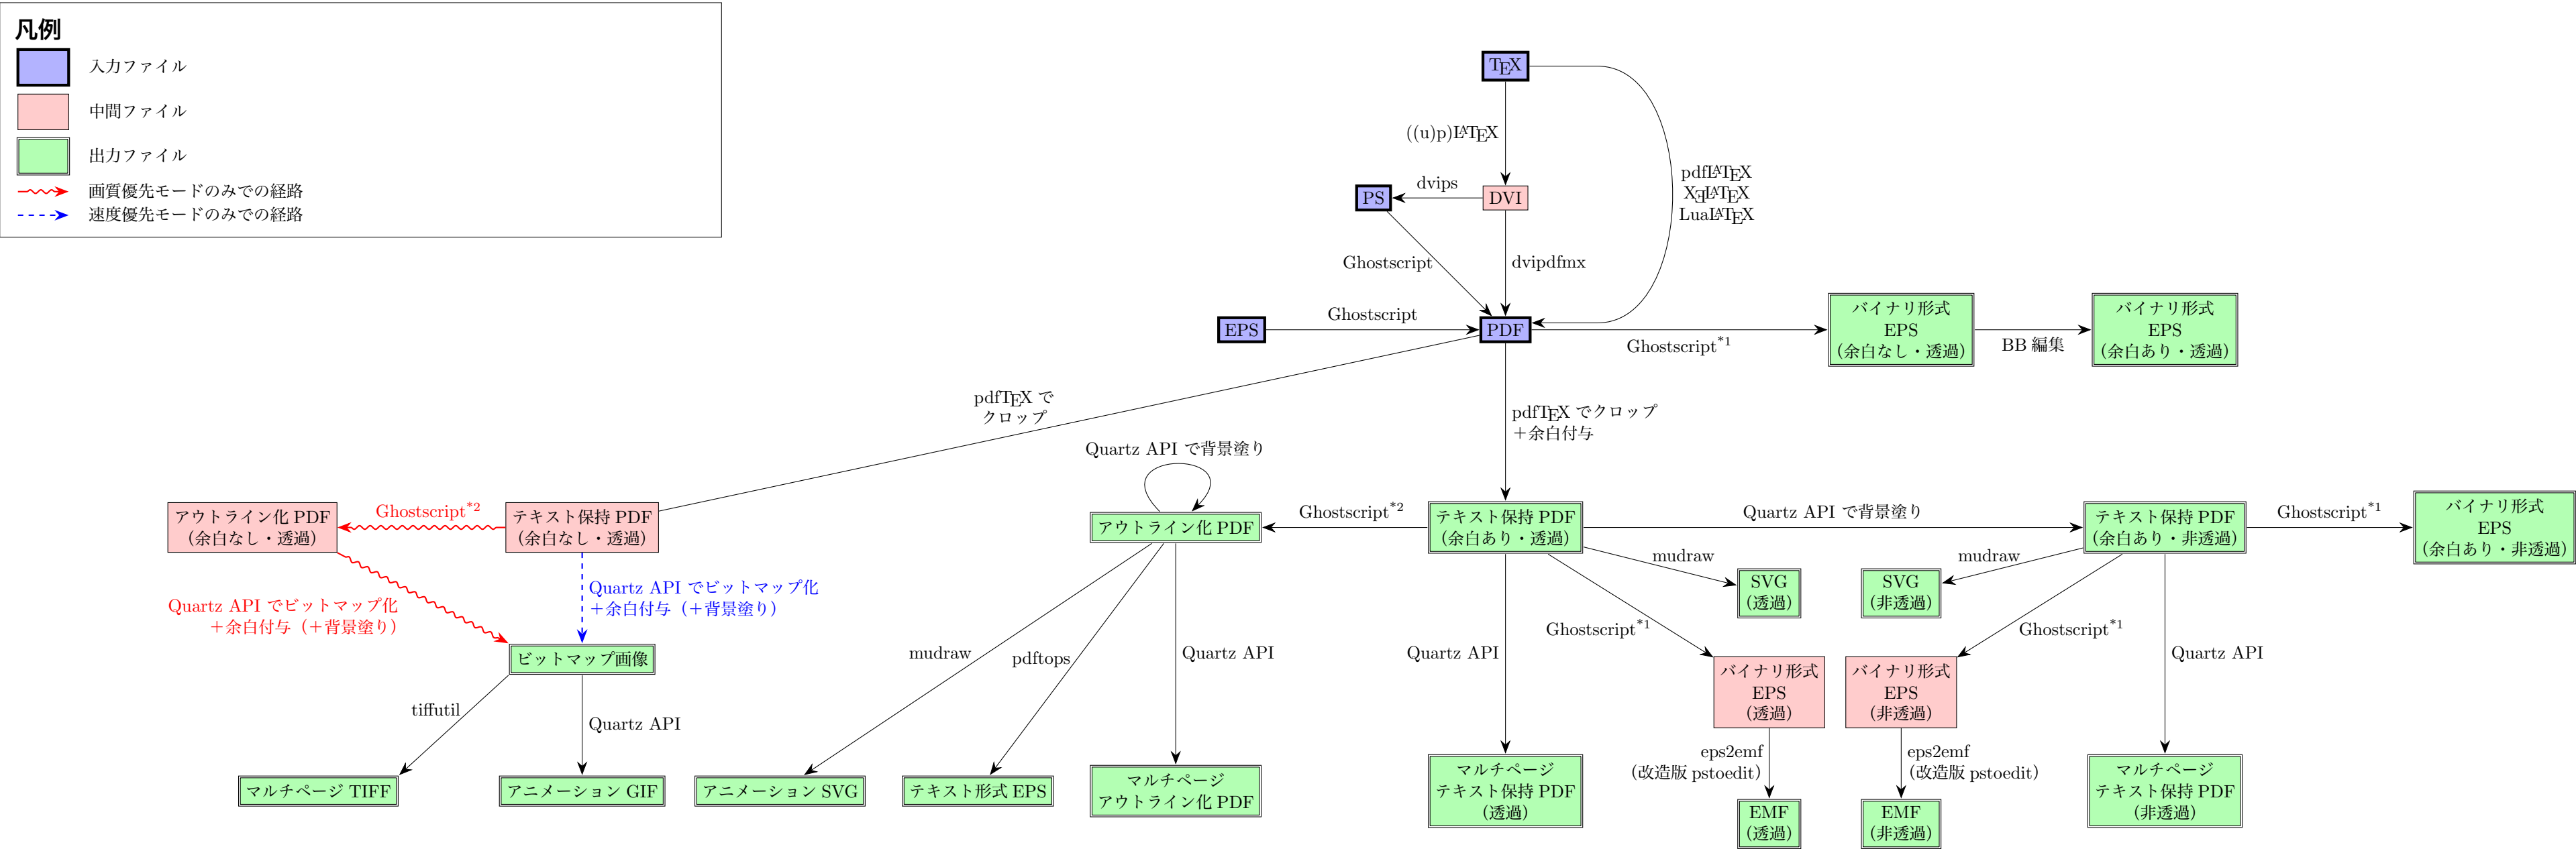 凡例
入力ファイル
中間ファイル
出力ファイル
画質優先モードのみでの経路
速度優先モードのみでの経路
TEX
((u)p)LATEX
pdfLATEX
XƎLATEX
LuaLATEX
PS
dvips
DVI
Ghostscript
dvipdfmx
EPS
Ghostscript
PDF
Ghostscript*1
バイナリ形式
EPS
(余白なし・透過)
BB 編集
バイナリ形式
EPS
(余白あり・透過)
pdfTEX で
クロップ
pdfTEX でクロップ
＋余白付与
Quartz API で背景塗り
アウトライン化 PDF
(余白なし・透過)
Ghostscript*2
テキスト保持 PDF
(余白なし・透過)
アウトライン化 PDF
Ghostscript*2
テキスト保持 PDF
(余白あり・透過)
Quartz API で背景塗り
テキスト保持 PDF
(余白あり・非透過)
Ghostscript*1
バイナリ形式
EPS
(余白あり・非透過)
Quartz API でビットマップ化
＋余白付与（＋背景塗り）
Quartz API でビットマップ化
＋余白付与（＋背景塗り）
mudraw
SVG
(透過)
mudraw
SVG
(非透過)
ビットマップ画像
mudraw
pdftops
Quartz API
Quartz API
Ghostscript*1
バイナリ形式
EPS
(透過)
Ghostscript*1
バイナリ形式
EPS
(非透過)
Quartz API
tiffutil
Quartz API
eps2emf
(改造版 pstoedit)
eps2emf
(改造版 pstoedit)
マルチページ TIFF
アニメーション GIF
アニメーション SVG
テキスト形式 EPS
マルチページ
アウトライン化 PDF
マルチページ
テキスト保持 PDF
(透過)
EMF
(透過)
EMF
(非透過)
マルチページ
テキスト保持 PDF
(非透過)